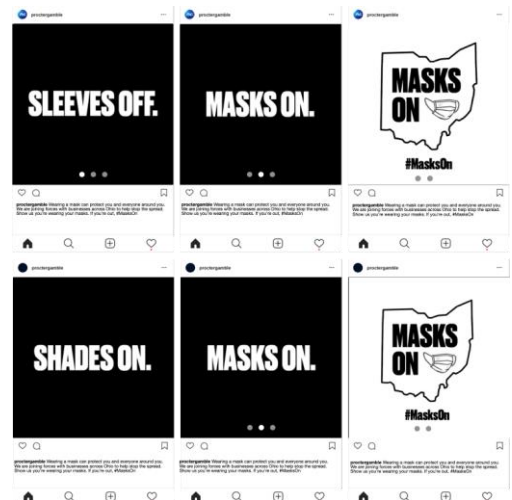 proctergamble
proctergamble
proctergamble
SLEEVES OFF.
MASKS ON.
MASKS
ON
#MasksOn
proctergamble Wearing a mask can protect you and everyone around you.
We are joining forces with businesses across Ohio to help stop the spread.
Show us you're wearing your masks. If you're out, #MasksOn
proctergamble Wearing a mask can protect you and everyone around you.
We are joining forces with businesses across Ohio to help stop the spread.
Show us you're wearing your masks. If you're out, #MasksOn
proctergamble Wearing a mask can protect you and everyone around you.
We are joining forces with businesses across Ohio to help stop the spread.
Show us you're wearing your masks. If you're out, #MasksOn
proctergamble
proctergamble
proctergamble
SHADES ON.
MASKS ON.
MASKS
ON
#MasksOn
proctergamble Wearing a mask can protect you and everyone around you.
We are joining forces with businesses across Ohio to help stop the spread.
Show us you're wearing your masks. If you're out, #MasksOn
proctergamble Wearing a mask can protect you and everyone around you.
We are joining forces with businesses across Ohio to help stop the spread.
Show us you're wearing your masks. If you're out, #MasksOn
proctergamble Wearing a mask can protect you and everyone around you.
We are joining forces with businesses across Ohio to help stop the spread.
Show us you're wearing your masks. If you're out, #MasksOn